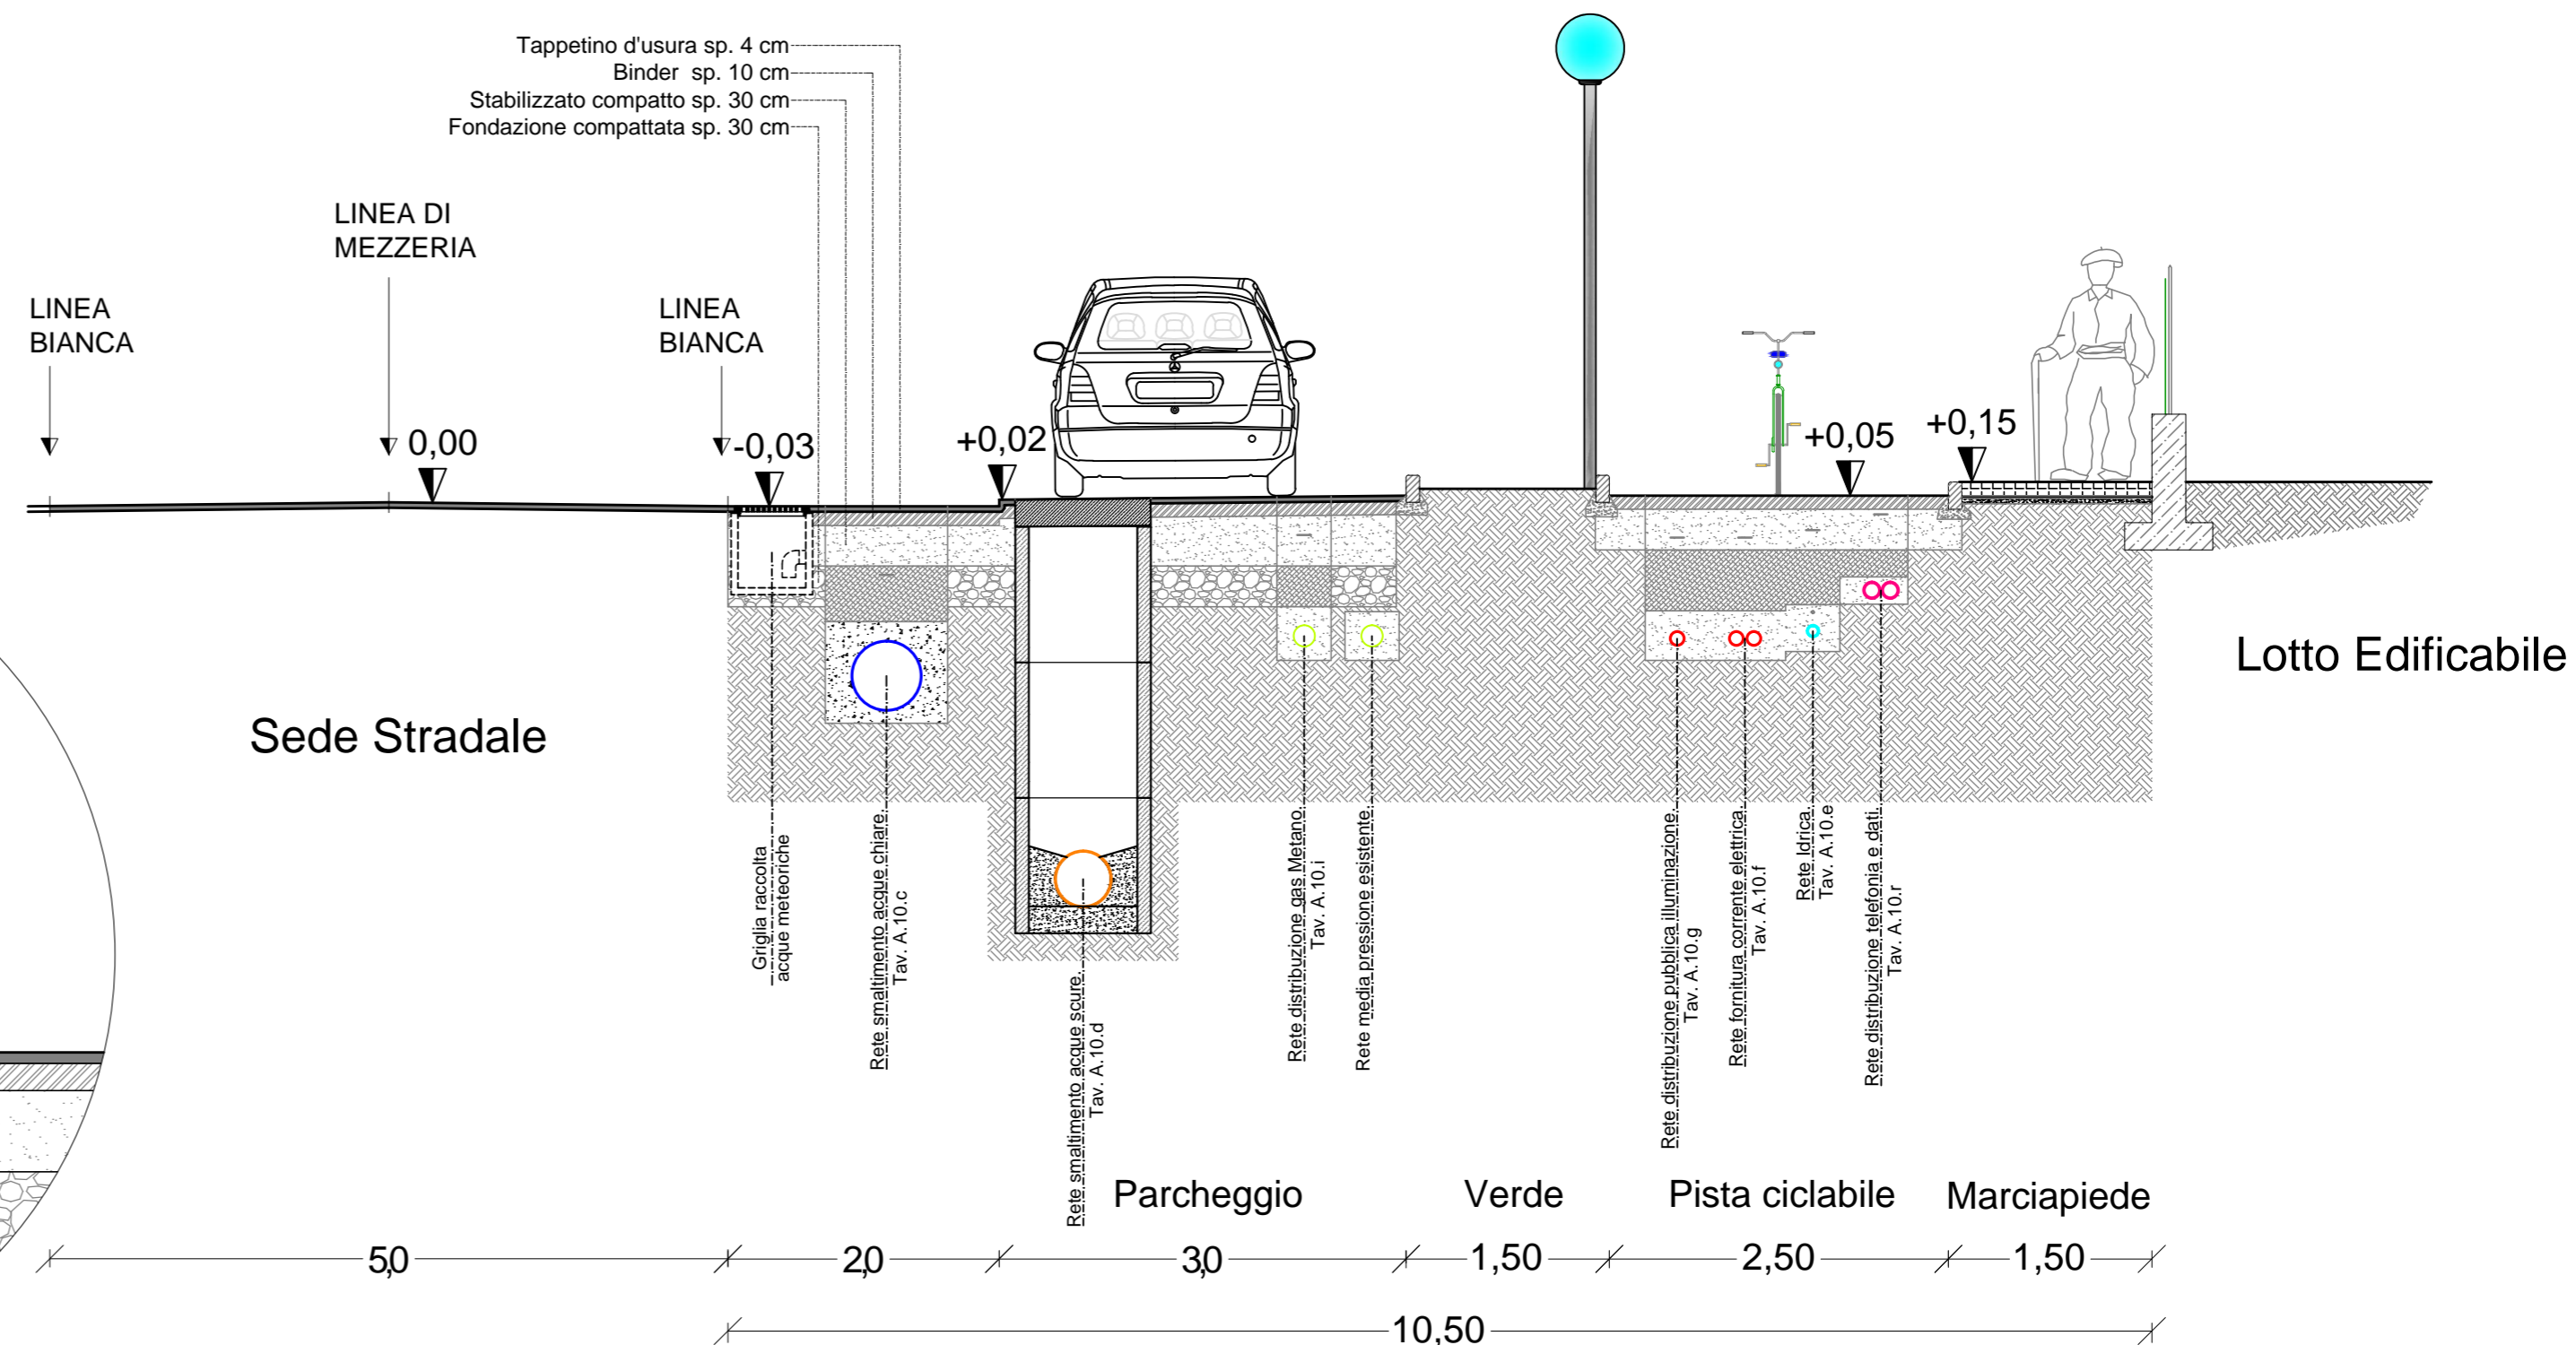 Tappetino d'usura sp. 4 cm
Binder sp. 10 cm
Stabilizzato compatto sp. 30 cm
Fondazione compattata sp. 30 cm
LINEA DI
MEZZERIA
LINEA
BIANCA
LINEA
BIANCA
0,00
-0,03
+0,02
+0,05
+0,15
Sede Stradale
Lotto Edificabile
Griglia raccolta
acque meteoriche
Rete smaltimento acque chiare
Tav. A.10.c
Rete smaltimento acque scure
Tav. A.10.d
Rete distribuzione gas Metano
Tav. A.10.i
Rete media pressione esistente
Rete distribuzione pubblica illuminazione
Tav. A.10.g
Rete fornitura corrente elettrica
Tav. A.10.f
Rete Idrica
Tav. A.10.e
Rete distribuzione telefonia e dati
Tav. A.10.r
Parcheggio
Verde
Pista ciclabile
Marciapiede
5,0
2,0
3,0
1,50
2,50
1,50
10,50